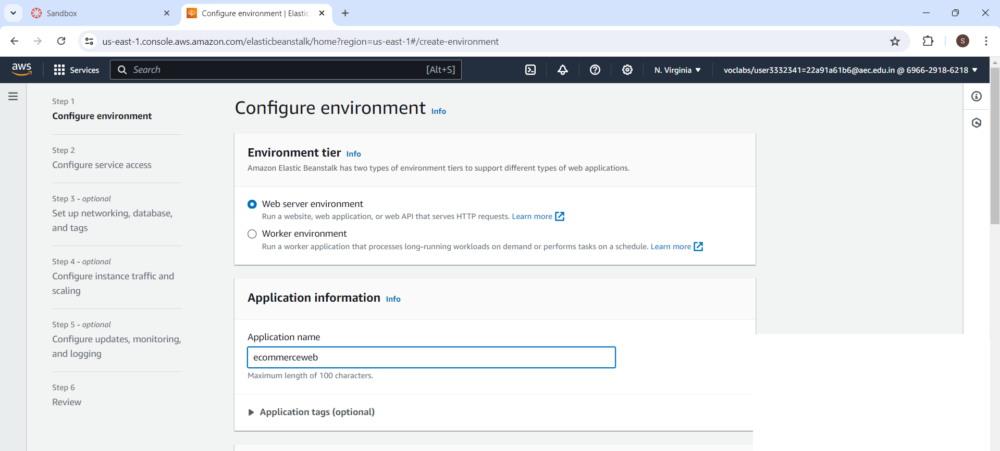 Sandbox
Configure environment | Elastic
us-east-1.console.aws.amazon.com/elasticbeanstalk/home?region=us-east-1#/create-environment
S
aws
Services
Search
[Alt+S]
N. Virginia
voclabs/user3332341=22a91a61b6@aec.edu.in @ 6966-2918-6218
Step 1
Configure environment
Step 2
Configure service access
Step 3 - optional
Set up networking, database,
and tags
Step 4 - optional
Configure instance traffic and
scaling
Step 5 - optional
Configure updates, monitoring,
and logging
Step 6
Review
Configure environment Info
Environment tier Info
Amazon Elastic Beanstalk has two types of environment tiers to support different types of web applications.
Web server environment
Run a website, web application, or web API that serves HTTP requests. Learn more
Worker environment
Run a worker application that processes long-running workloads on demand or performs tasks on a schedule. Learn more
Application information Info
Application name
ecommerceweb
Maximum length of 100 characters.
Application tags (optional)